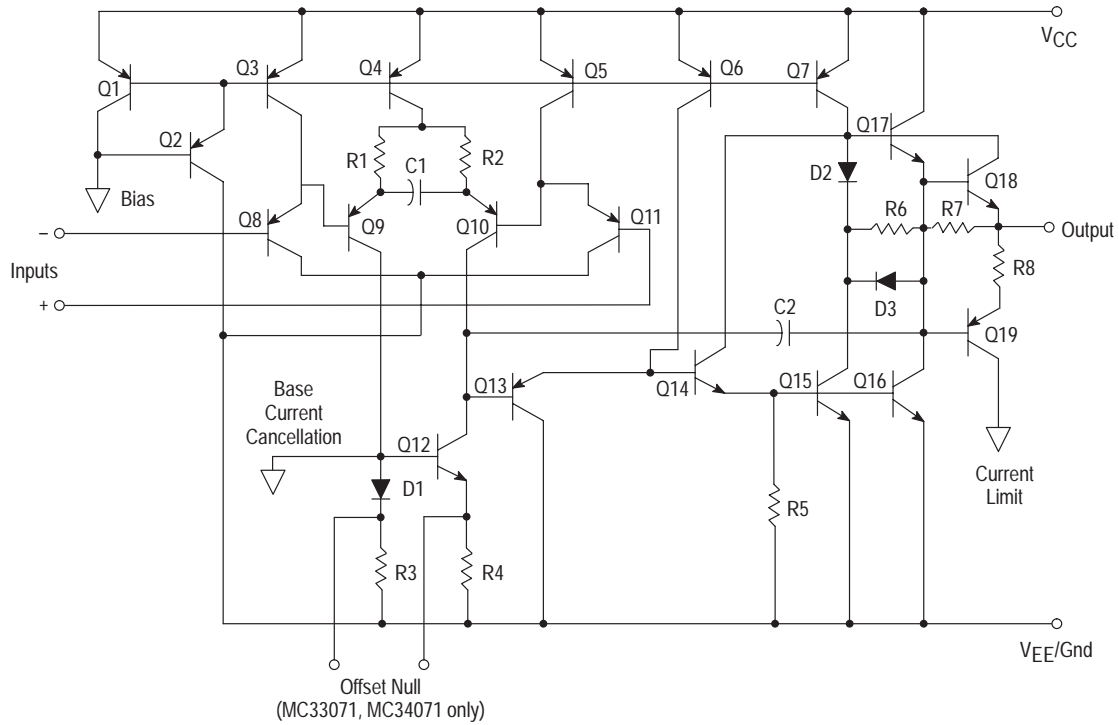 VCC
Q3
Q4
Q5
Q6
Q7
Q1
Q17
Q2
R1
C1
R2
D2
Q18
Bias
Q8
Q9
Q10
Q11
R6
R7
Output
–
Inputs
R8
D3
+
C2
Q19
Q13
Q14
Q15
Q16
Base
Current
Cancellation
Q12
Current
Limit
D1
R5
R3
R4
VEE/Gnd
Offset Null
(MC33071, MC34071 only)